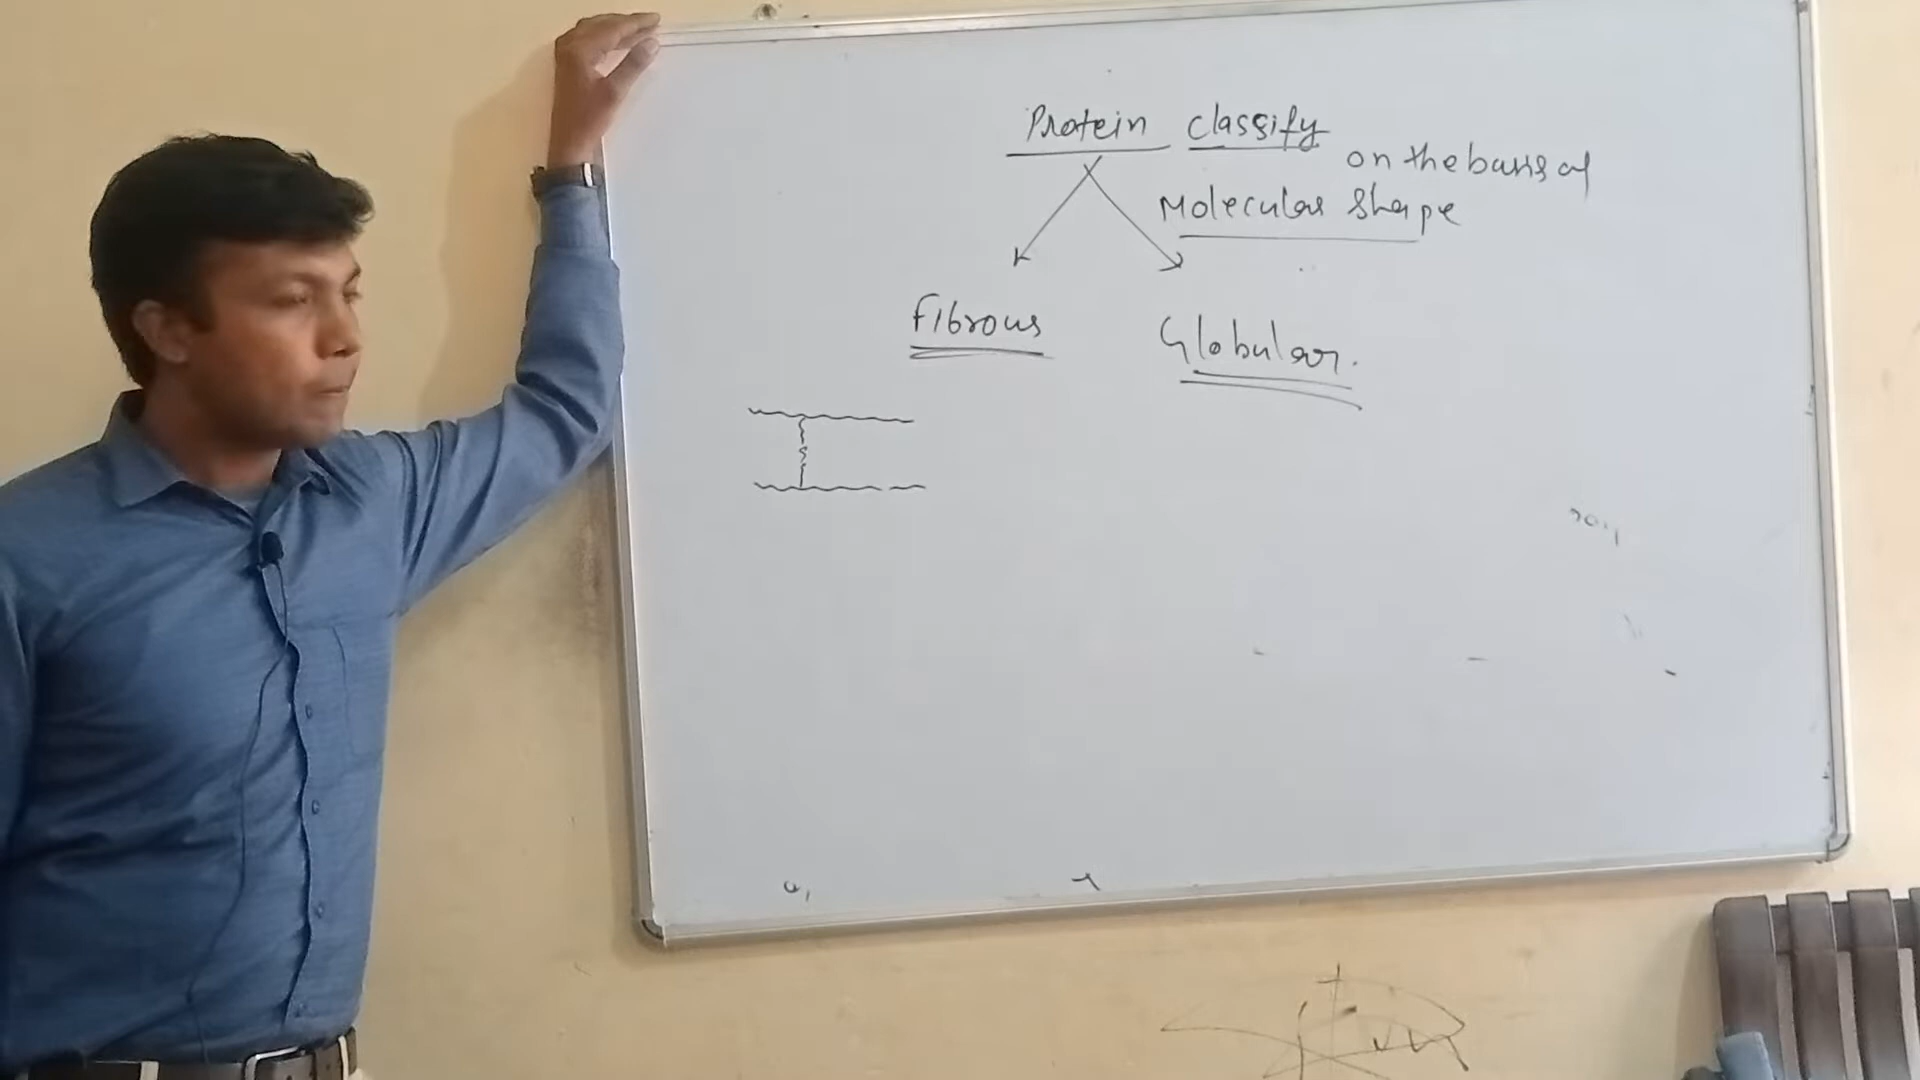 Protein classify
on the basis of
Molecular Shape
Fibrous
Globular.